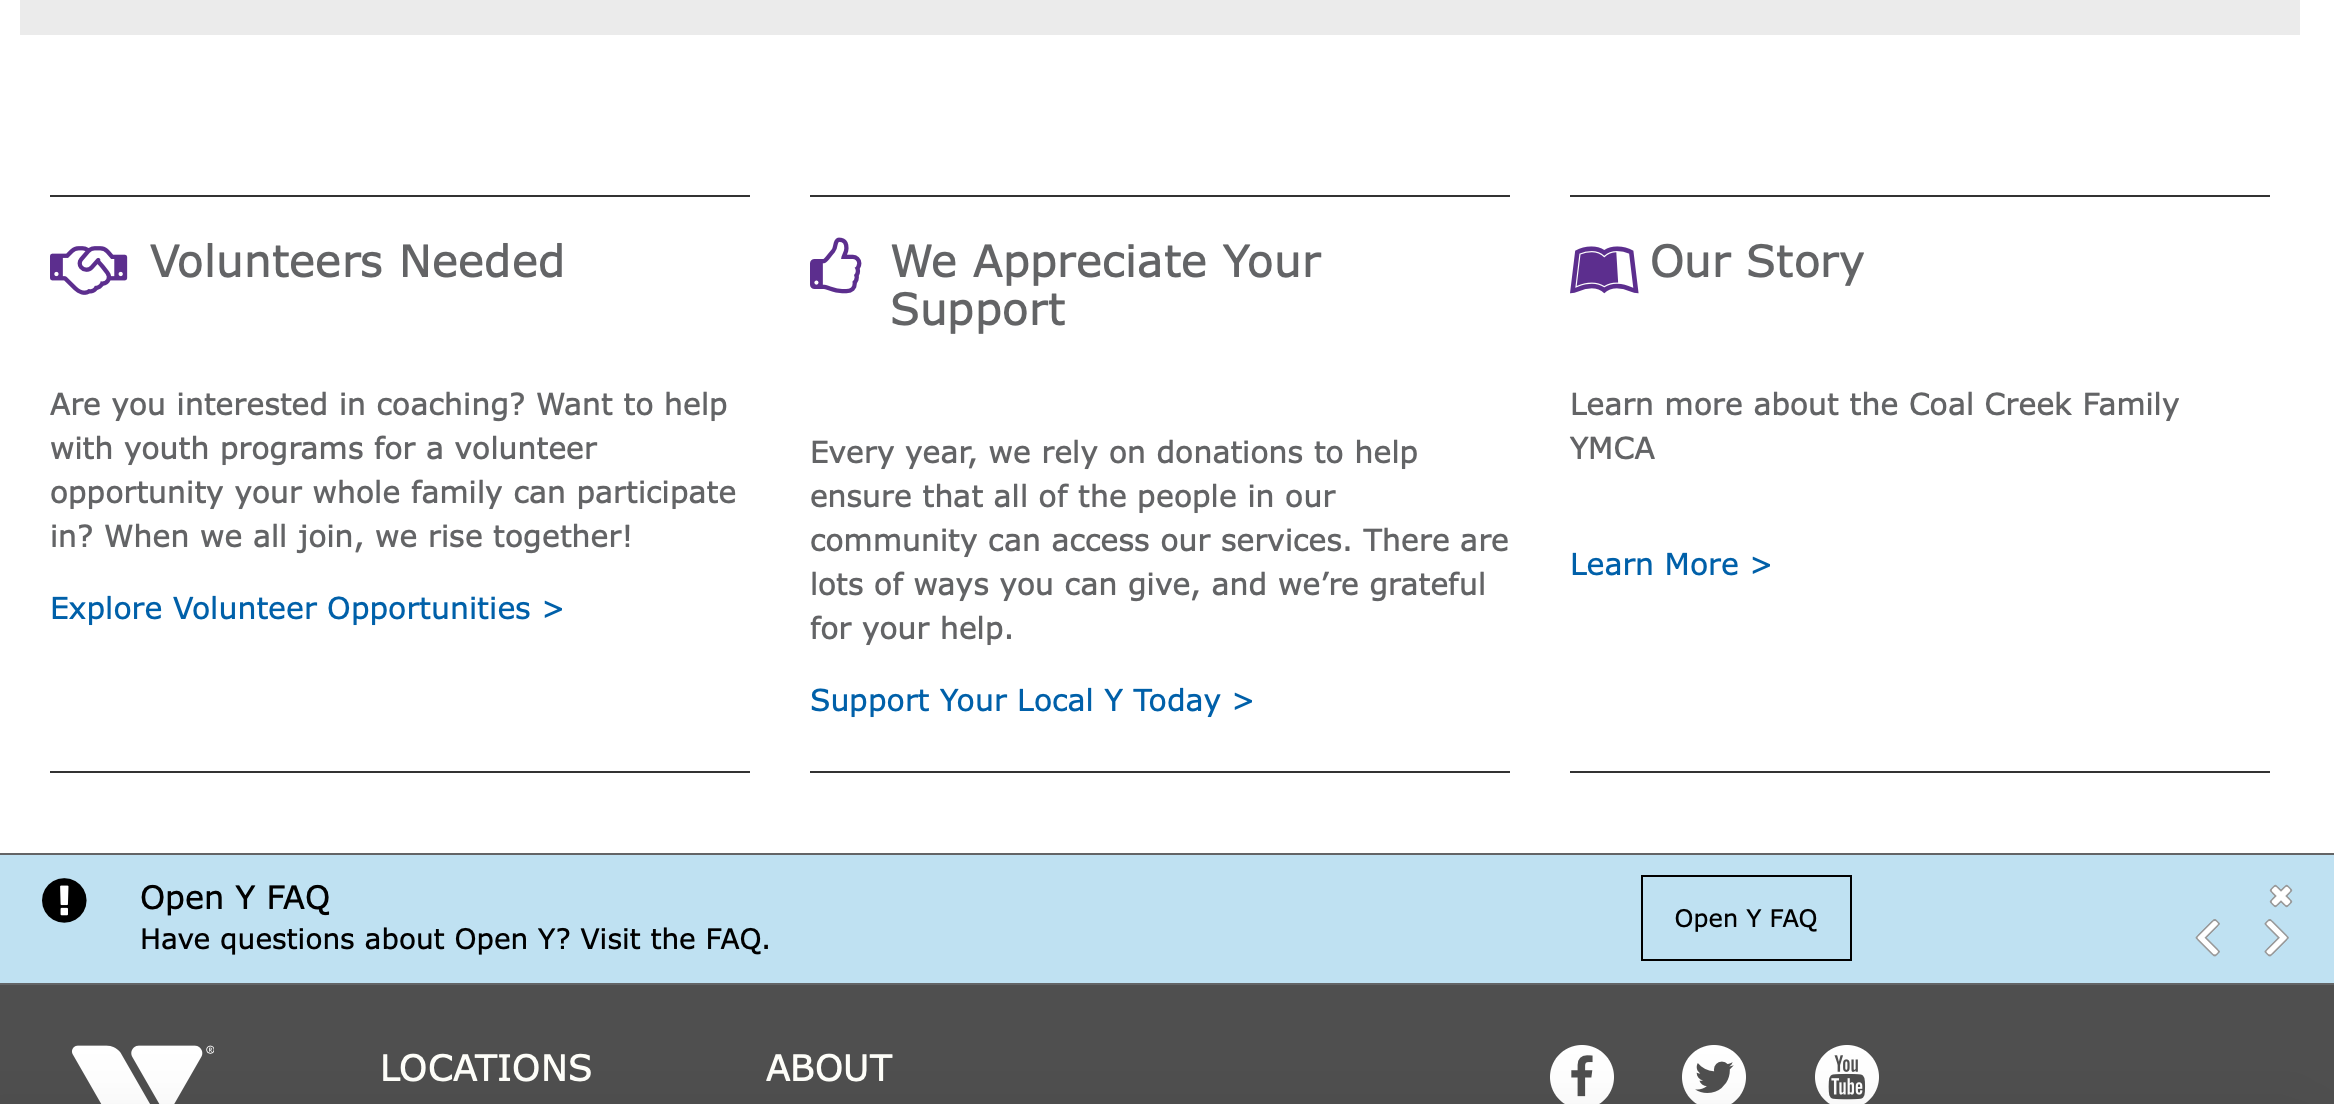 Volunteers Needed
Are you interested in coaching? Want to help
with youth programs for a volunteer
opportunity your whole family can participate
in? When we all join, we rise together!
Explore Volunteer Opportunities >
We Appreciate Your
Support
Every year, we rely on donations to help
ensure that all of the people in our
community can access our services. There are
lots of ways you can give, and we’re grateful
for your help.
Support Your Local Y Today >
Our Story
Learn more about the Coal Creek Family
YMCA
Learn More >
Open Y FAQ
Have questions about Open Y? Visit the FAQ.
Open Y FAQ
®
LOCATIONS
ABOUT
You
Tube